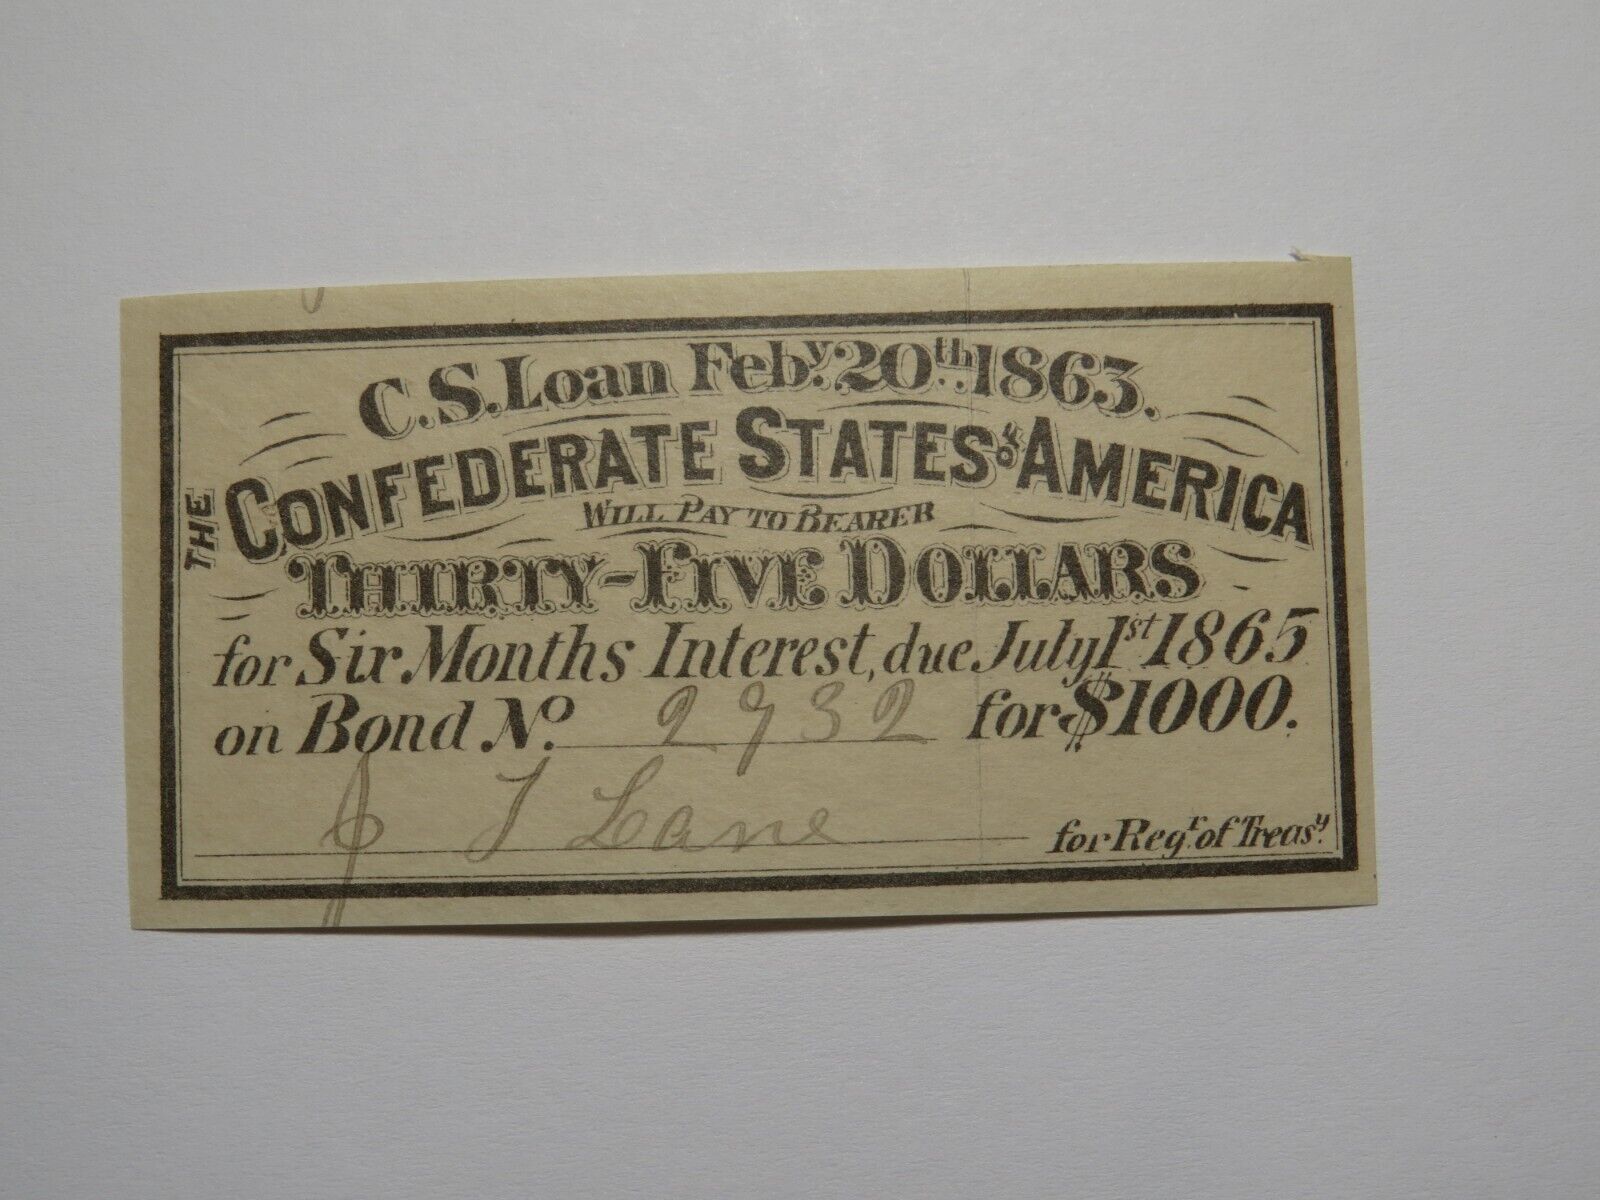 C.S. Loan Feby. 20th. 1863.
THE CONFEDERATE STATES OF AMERICA
WILL PAY TO BEARER
THIRTY-FIVE DOLLARS
for Six Months Interest, due July 1st 1865
on Bond No. 2932 for $1000.
J Lane for Regr. of Treasy.